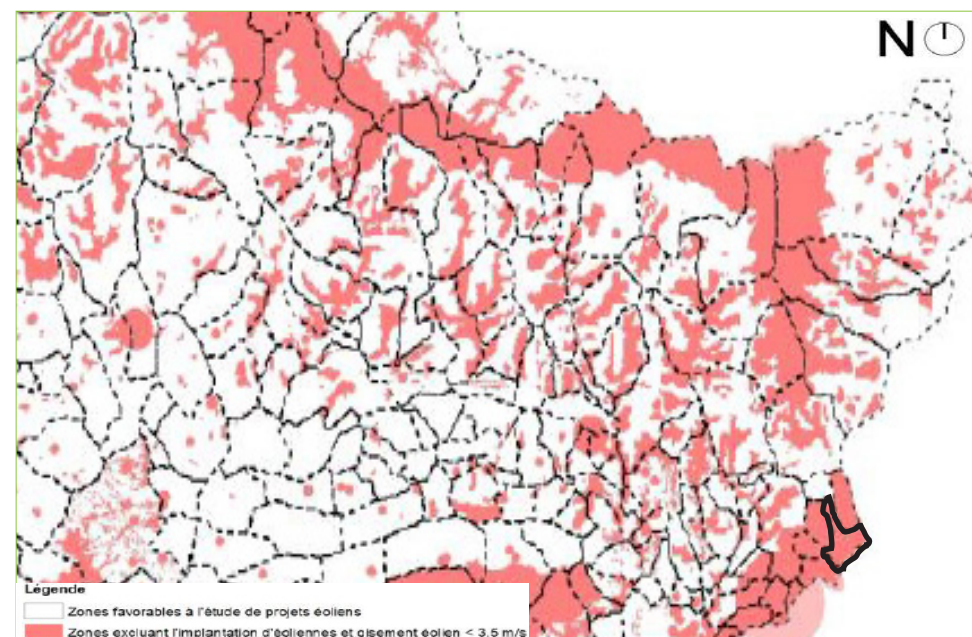 N
Légende
Zones favorables à l'étude de projets éoliens
Zones excluant l'implantation d'éoliennes et gisement éolien < 3.5 m/s